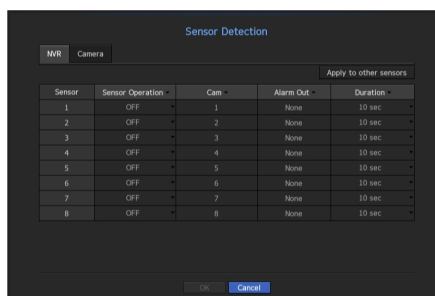 Sensor Detection
NVR Camera
Apply to other sensors
Sensor Sensor Operation Cam Alarm Out Duration
1 OFF 1 None 10 sec
2 OFF 2 None 10 sec
3 OFF 3 None 10 sec
4 OFF 4 None 10 sec
5 OFF 5 None 10 sec
6 OFF 6 None 10 sec
7 OFF 7 None 10 sec
8 OFF 8 None 10 sec
OK Cancel